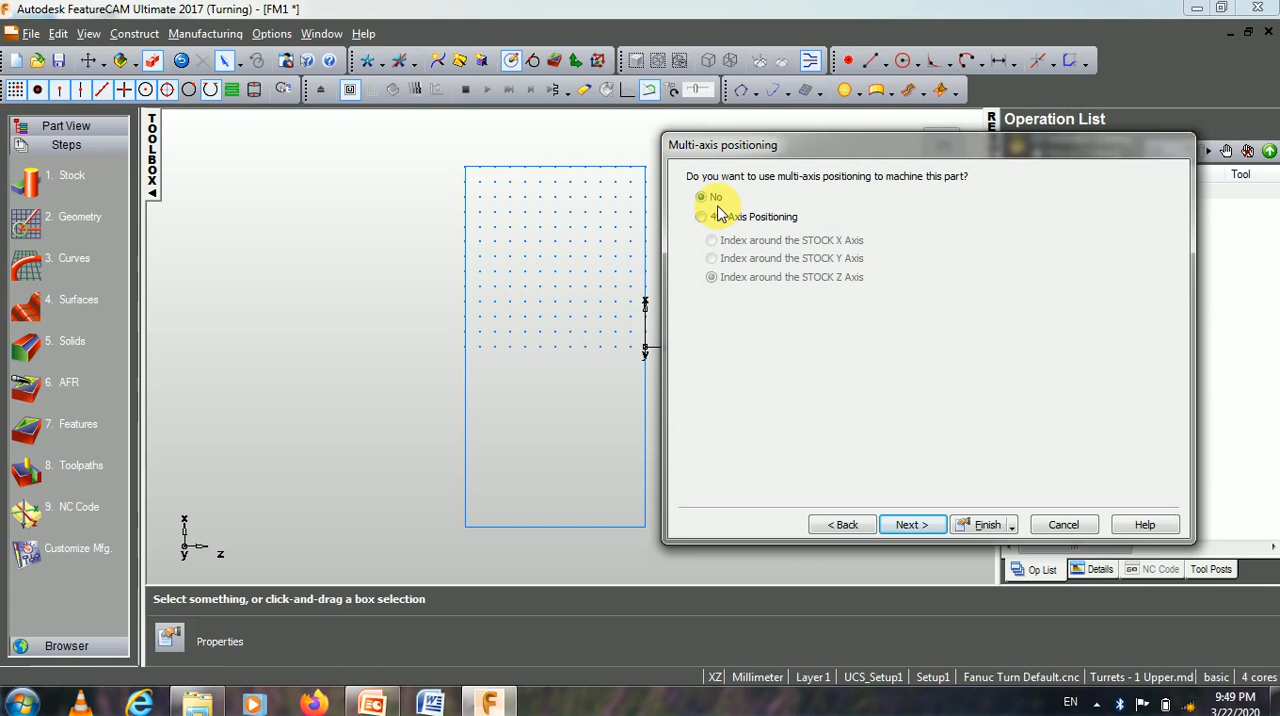 Autodesk FeatureCAM Ultimate 2017 (Turning) - [FM1 *]
File Edit View Construct Manufacturing Options Window Help
Part View
Steps
1. Stock
2. Geometry
3. Curves
4. Surfaces
5. Solids
6. AFR
7. Features
8. Toolpaths
9. NC Code
Customize Mfg.
Browser
TOOLBOX
x
y
x
y z
RE
Operation List
Tool
Multi-axis positioning
Do you want to use multi-axis positioning to machine this part?
No
Axis Positioning
Index around the STOCK X Axis
Index around the STOCK Y Axis
Index around the STOCK Z Axis
< Back Next > Finish Cancel Help
Op List Details NC Code Tool Posts
Select something, or click-and-drag a box selection
Properties
XZ Millimeter Layer1 UCS_Setup1 Setup1 Fanuc Turn Default.cnc Turrets - 1 Upper.md basic 4 cores
EN 9:49 PM
3/22/2020